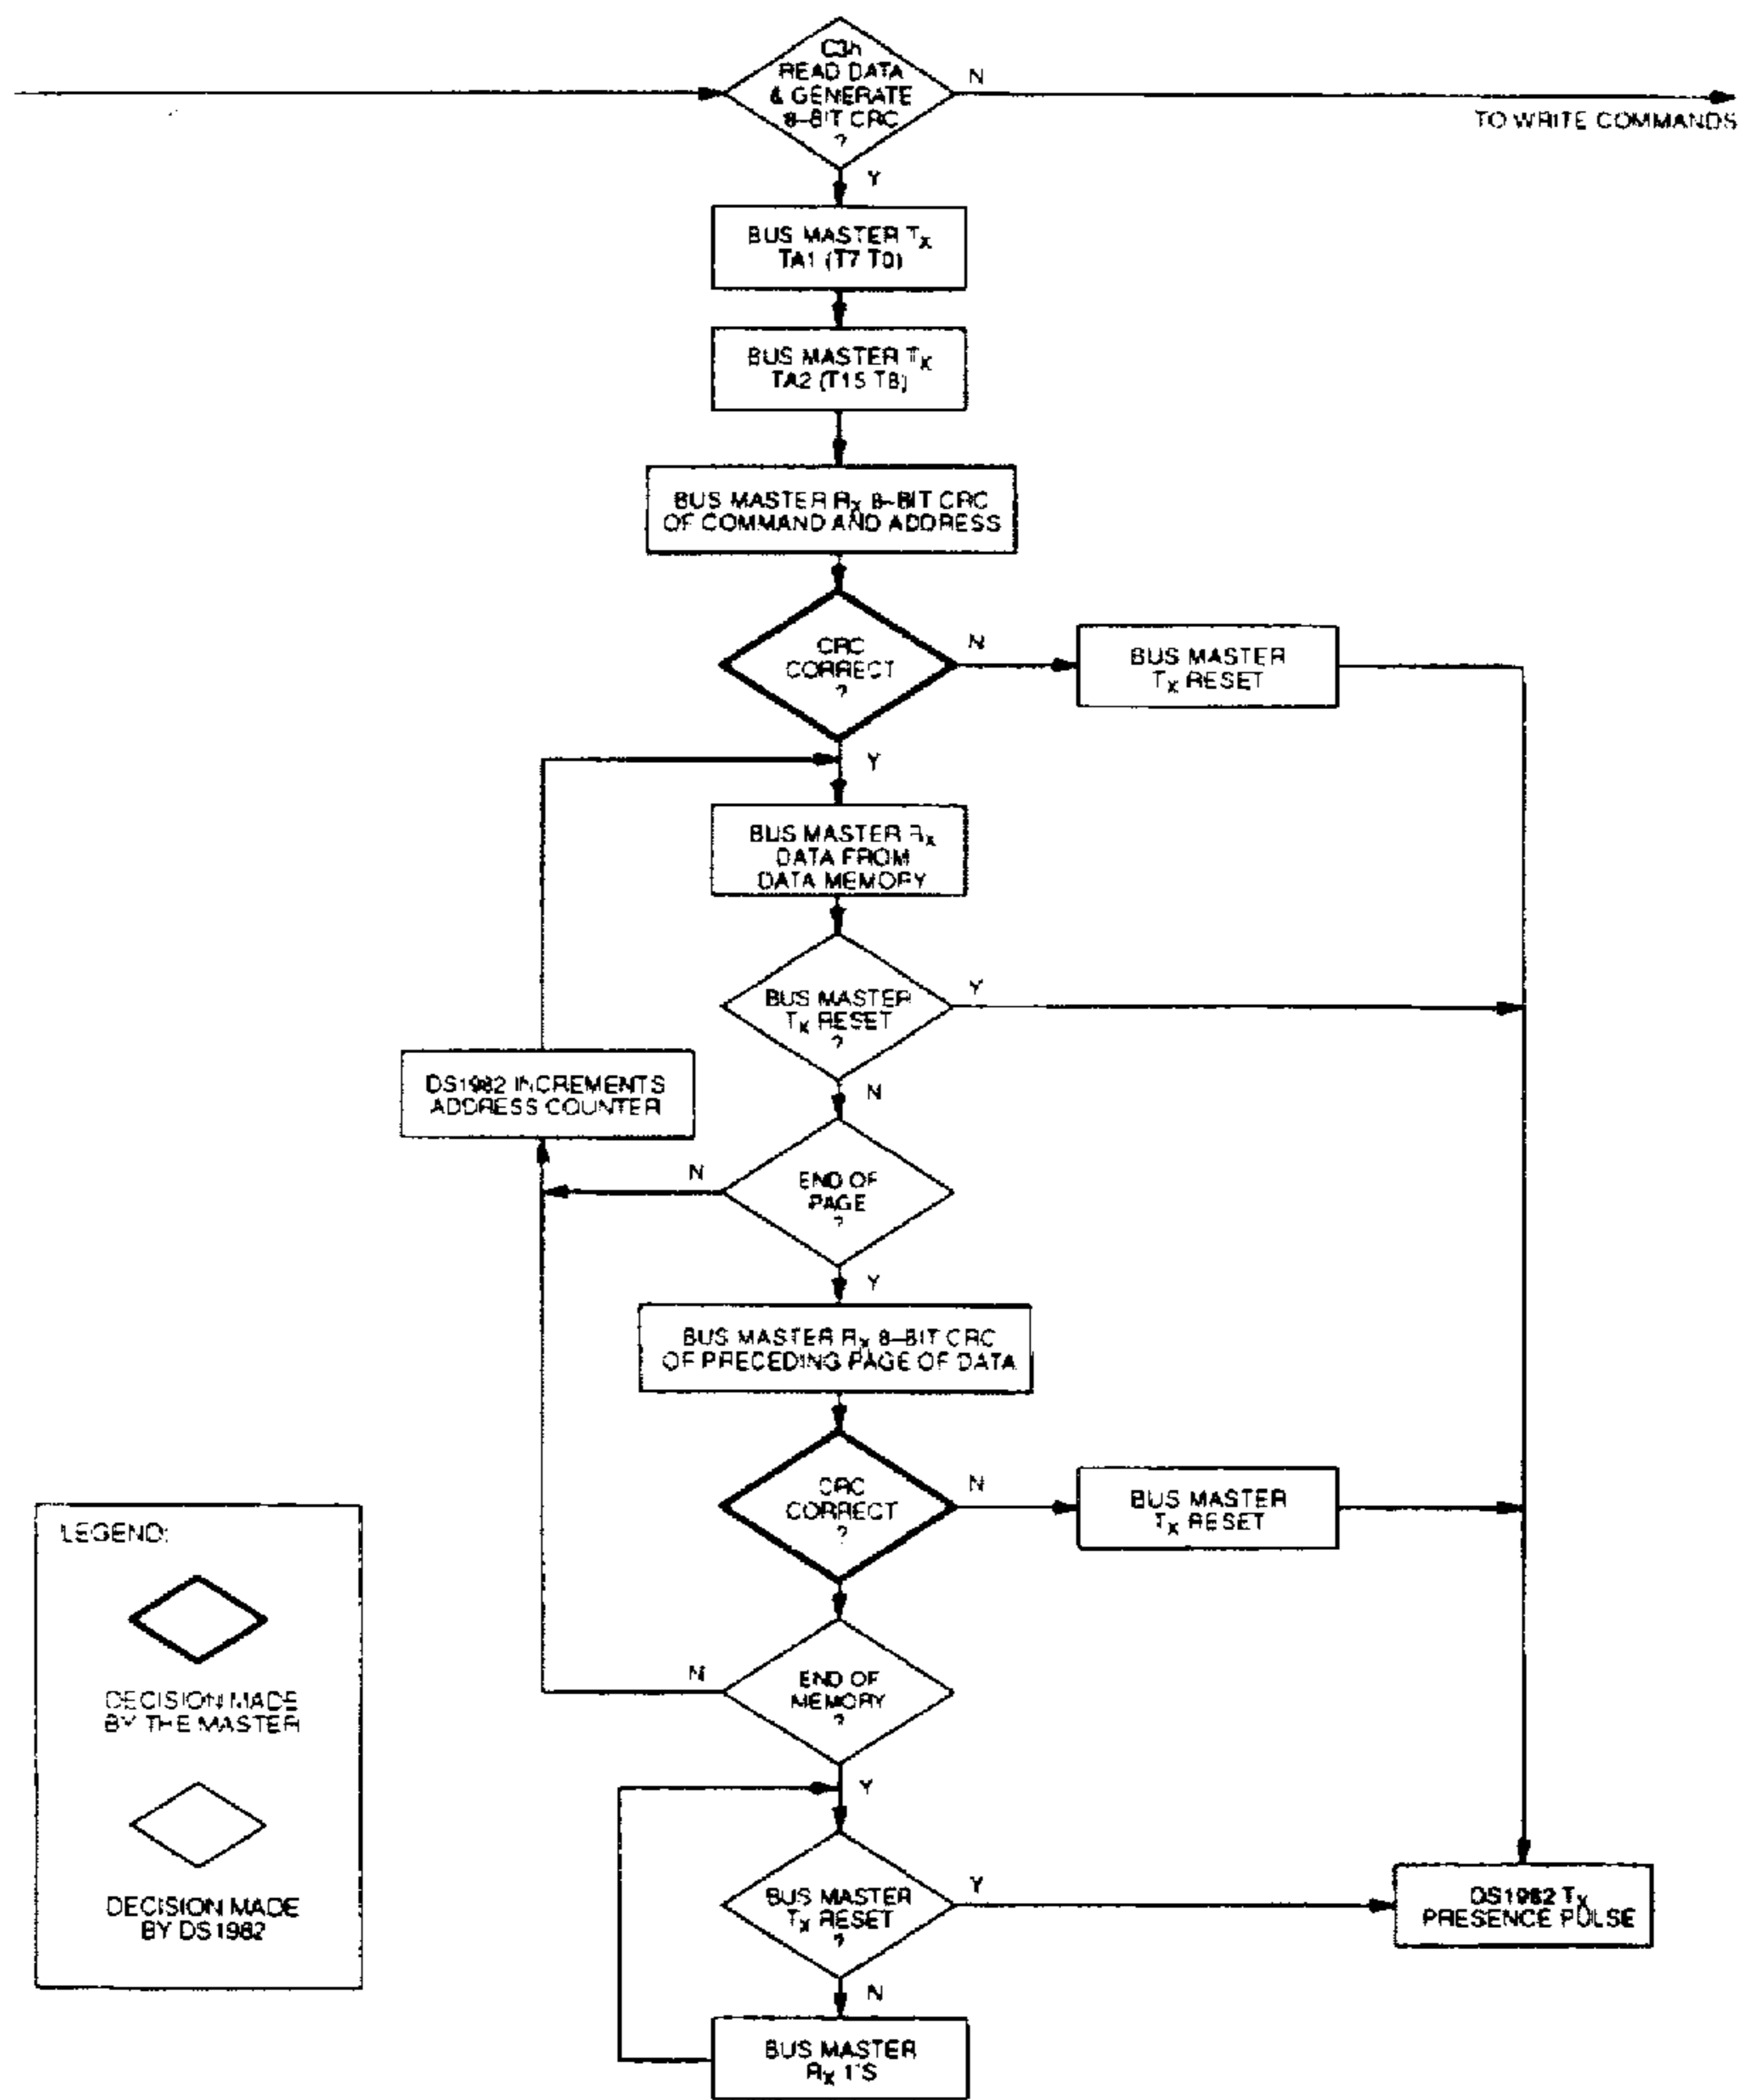 C3h
READ DATA
& GENERATE
8-BIT CRC
?
N
TO WRITE COMMANDS
Y
BUS MASTER TX
TA1 (T7 T0)
BUS MASTER TX
TA2 (T15 T8)
BUS MASTER RX 8-BIT CRC
OF COMMAND AND ADDRESS
CRC
CORRECT
?
N
BUS MASTER
TX RESET
Y
BUS MASTER RX
DATA FROM
DATA MEMORY
BUS MASTER
TX RESET
?
Y
N
DS1982 INCREMENTS
ADDRESS COUNTER
N
END OF
PAGE
?
Y
BUS MASTER RX 8-BIT CRC
OF PRECEDING PAGE OF DATA
CRC
CORRECT
?
N
BUS MASTER
TX RESET
LEGEND:
DECISION MADE
BY THE MASTER
DECISION MADE
BY DS1982
N
END OF
MEMORY
?
Y
BUS MASTER
TX RESET
?
Y
DS1982 TX
PRESENCE PULSE
N
BUS MASTER
RX 1'S